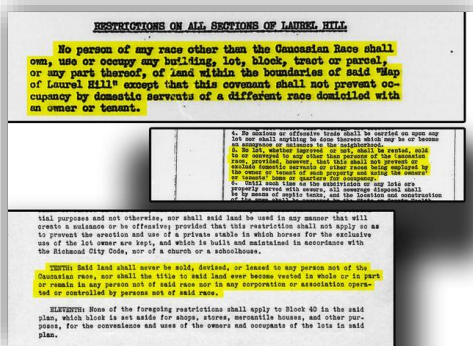 RESTRICTIONS ON ALL SECTIONS OF LAUREL HILL
No person of any race other than the Caucasian Race shall
own, use or occupy any building, lot, block, tract or parcel,
or any part thereof, of land within the boundaries of said "Map
of Laurel Hill" except that this covenant shall not prevent oc-
cupancy by domestic servants of a different race domiciled with
an owner or tenant.
4. No noxious or offensive trade shall be carried on upon any
lot nor shall anything be done thereon which may be or become
an annoyance or nuisance to the neighborhood.
5. No lot, whether improved or not, shall be rented, sold
to or conveyed to any other than persons of the Caucasian
race, provided, however, that this shall not prevent or
exclude domestic servants or other races being employed by
the owner or tenant of such property and using the owners'
or tenants' home or quarters for occupancy.
6. Until such time as the subdivision or any lots are
properly served with sewers, all sewerage disposal shall
be by means of septic tanks, and the location and construction
tial purposes and not otherwise, nor shall said land be used in any manner that will
create a nuisance or be offensive; provided that this restriction shall not apply so as
to prevent the erection and use of a private stable in which horses for the exclusive
use of the lot owner are kept, and which is built and maintained in accordance with
the Richmond City Code, nor of a church or a schoolhouse.
TENTH: Said land shall never be sold, devised, or leased to any person not of the
Caucasian race, nor shall the title to said land ever become vested in whole or in part
or remain in any person not of said race nor in any corporation or association opera-
ted or controlled by persons not of said race.
ELEVENTH: None of the foregoing restrictions shall apply to Block 40 in the said
plan, which block is set aside for shops, stores, mercantile houses, and other pur-
poses, for the convenience and uses of the owners and occupants of the lots in said
plan.